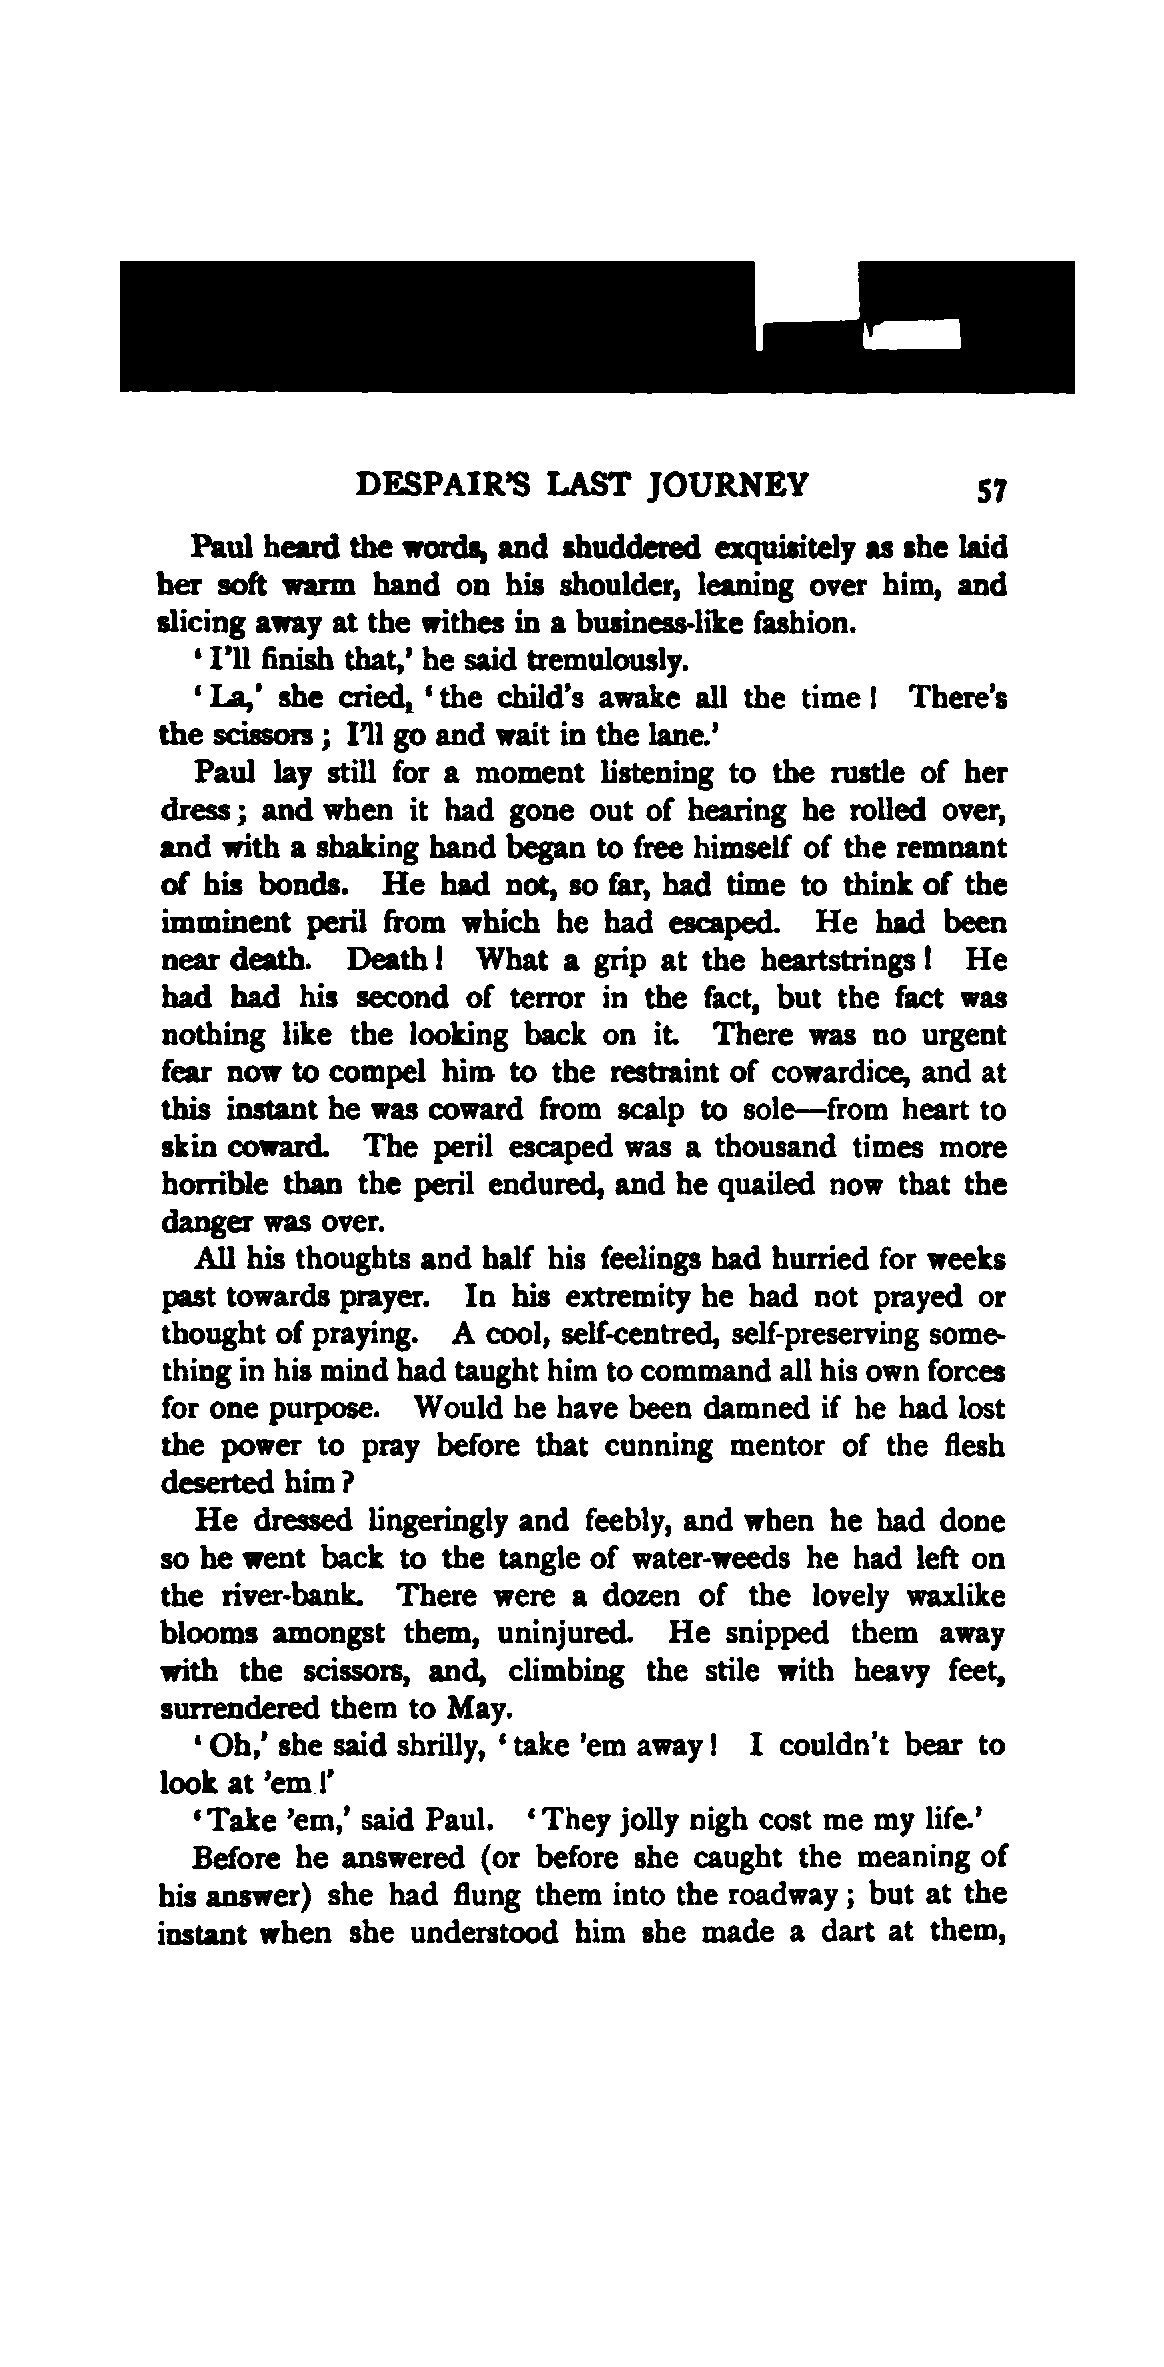 DESPAIR'S LAST JOURNEY 57
Paul heard the words, and shuddered exquisitely as she laid
her soft warm hand on his shoulder, leaning over him, and
slicing away at the withes in a business-like fashion.
‘I'll finish that,’ he said tremulously.
‘La,’ she cried, ‘the child's awake all the time! There's
the scissors; I'll go and wait in the lane.’
Paul lay still for a moment listening to the rustle of her
dress; and when it had gone out of hearing he rolled over,
and with a shaking hand began to free himself of the remnant
of his bonds. He had not, so far, had time to think of the
imminent peril from which he had escaped. He had been
near death. Death! What a grip at the heartstrings! He
had had his second of terror in the fact, but the fact was
nothing like the looking back on it. There was no urgent
fear now to compel him to the restraint of cowardice, and at
this instant he was coward from scalp to sole—from heart to
skin coward. The peril escaped was a thousand times more
horrible than the peril endured, and he quailed now that the
danger was over.
All his thoughts and half his feelings had hurried for weeks
past towards prayer. In his extremity he had not prayed or
thought of praying. A cool, self-centred, self-preserving some-
thing in his mind had taught him to command all his own forces
for one purpose. Would he have been damned if he had lost
the power to pray before that cunning mentor of the flesh
deserted him?
He dressed lingeringly and feebly, and when he had done
so he went back to the tangle of water-weeds he had left on
the river-bank. There were a dozen of the lovely waxlike
blooms amongst them, uninjured. He snipped them away
with the scissors, and, climbing the stile with heavy feet,
surrendered them to May.
‘Oh,’ she said shrilly, ‘take 'em away! I couldn't bear to
look at 'em!’
‘Take 'em,’ said Paul. ‘They jolly nigh cost me my life.’
Before he answered (or before she caught the meaning of
his answer) she had flung them into the roadway; but at the
instant when she understood him she made a dart at them,